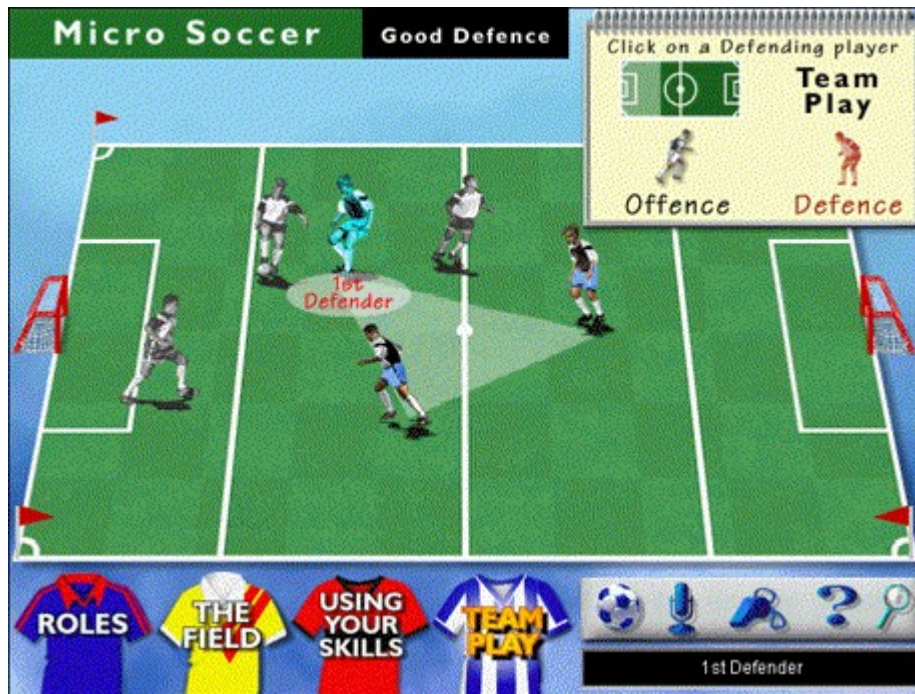 Micro Soccer
Good Defence
Click on a Defending player
Team
Play
Offence
Defence
1st
Defender
ROLES
THE
FIELD
USING
YOUR
SKILLS
TEAM
PLAY
?
1st Defender